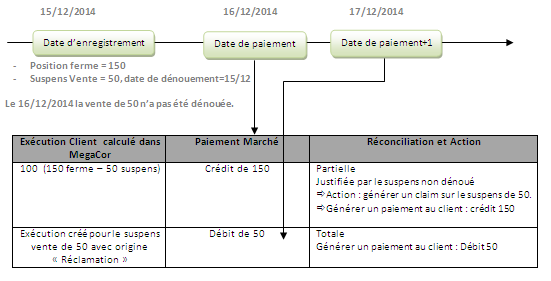 15/12/2014
16/12/2014
17/12/2014
Date d'enregistrement
Date de paiement
Date de paiement+1
- Position ferme = 150
- Suspens Vente = 50, date de dénouement=15/12
Le 16/12/2014 la vente de 50 n'a pas été dénouée.
Exécution Client calculé dans
MegaCor
Paiement Marché
Réconciliation et Action
100 (150 ferme – 50 suspens)
Crédit de 150
Partielle
Justifiée par le suspens non dénoué
⇨Action : générer un claim sur le suspens de 50.
⇨Générer un paiement au client : crédit 150
Exécution créé pour le suspens
vente de 50 avec origine
« Réclamation »
Débit de 50
Totale
Générer un paiement au client : Débit 50